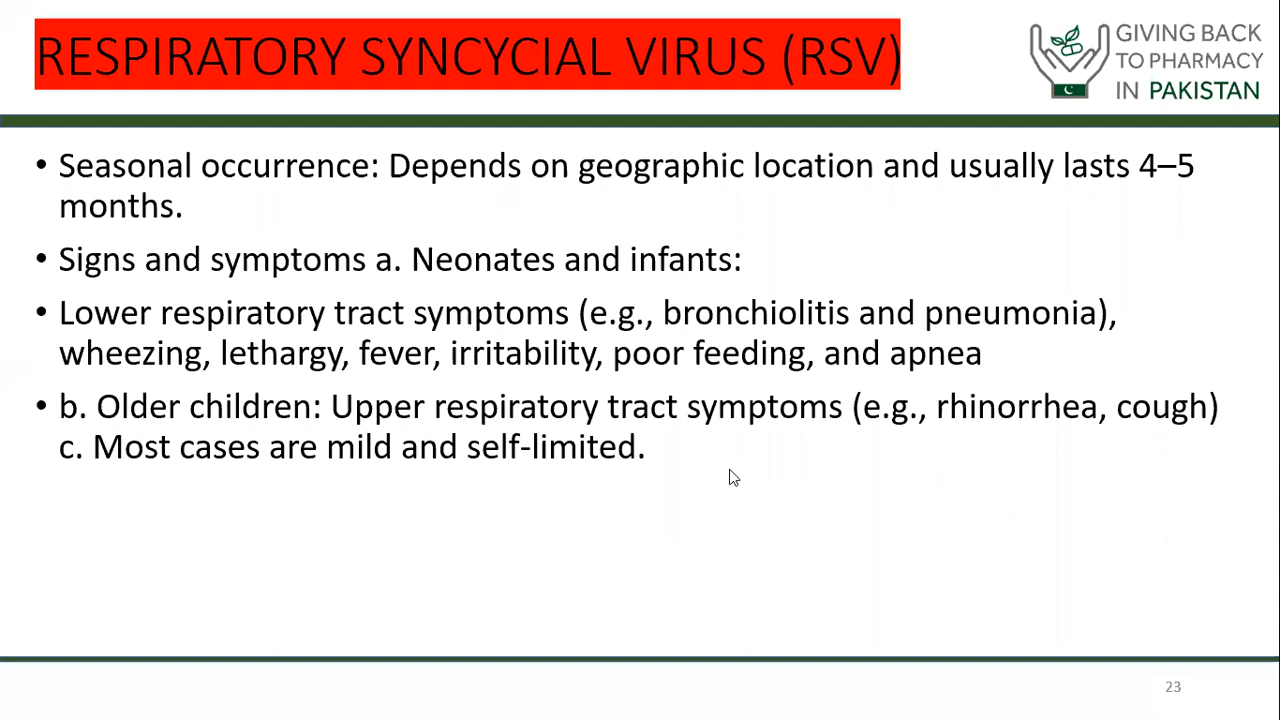 RESPIRATORY SYNCYCIAL VIRUS (RSV)
GIVING BACK
TO PHARMACY
IN PAKISTAN
• Seasonal occurrence: Depends on geographic location and usually lasts 4–5
months.
• Signs and symptoms a. Neonates and infants:
• Lower respiratory tract symptoms (e.g., bronchiolitis and pneumonia),
wheezing, lethargy, fever, irritability, poor feeding, and apnea
• b. Older children: Upper respiratory tract symptoms (e.g., rhinorrhea, cough)
c. Most cases are mild and self-limited.
23